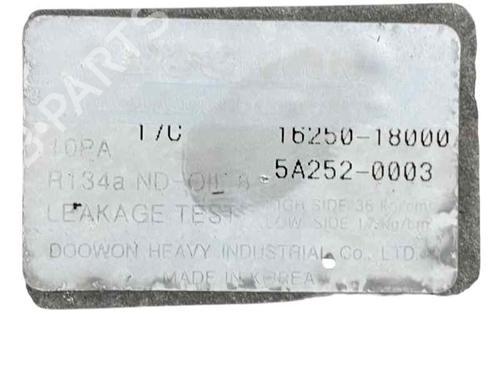 T/C 16250-18000
10PA 5A252-0003
R134a ND-OIL 8
LEAKAGE TEST HIGH SIDE 36 Kg/cm²
LOW SIDE 17 Kg/cm²
DOOWON HEAVY INDUSTRIAL Co., LTD.
MADE IN KOREA
B-PARTS